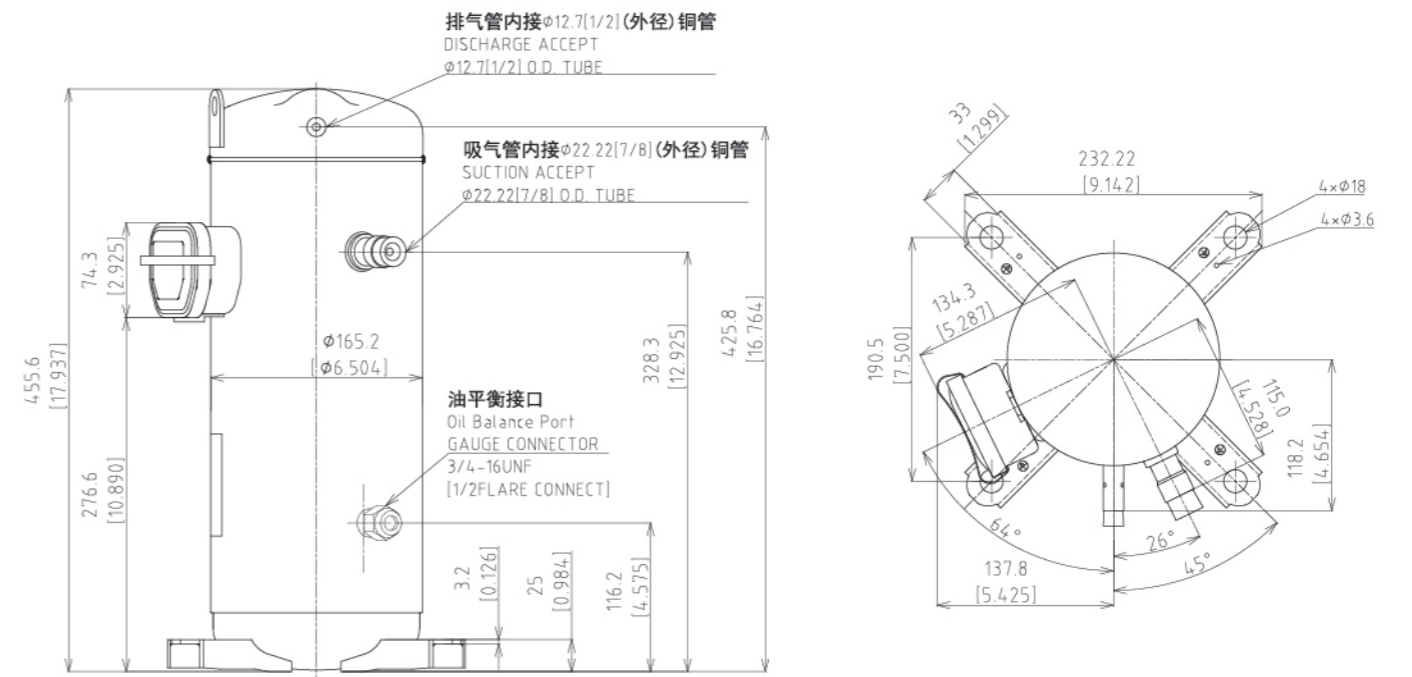 排气管内接Φ12.7[1/2](外径)铜管
DISCHARGE ACCEPT
Φ12.7[1/2] O.D. TUBE
吸气管内接Φ22.22[7/8](外径)铜管
SUCTION ACCEPT
Φ22.22[7/8] O.D. TUBE
74.3
[2.925]
Φ165.2
[Φ6.504]
455.6
[17.937]
276.6
[10.890]
油平衡接口
Oil Balance Port
GAUGE CONNECTOR
3/4-16UNF
[1/2FLARE CONNECT]
3.2
[0.126]
25
[0.984]
116.2
[4.575]
328.3
[12.925]
425.8
[16.764]
33
[1.299]
232.22
[9.142]
4×Φ18
4×Φ3.6
134.3
[5.287]
190.5
[7.500]
115.0
[4.528]
118.2
[4.654]
64°
26°
45°
137.8
[5.425]